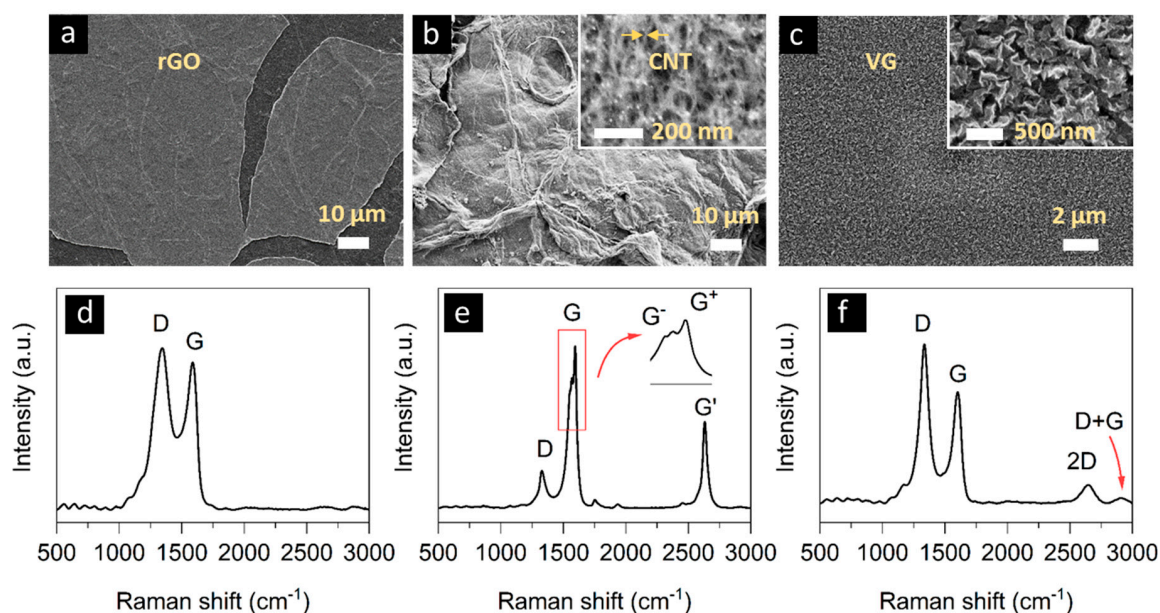 a
rGO
10 µm
b
CNT
200 nm
10 µm
c
VG
500 nm
2 µm
d
D
G
Intensity (a.u.)
500 1000 1500 2000 2500 3000
Raman shift (cm⁻¹)
e
G
G⁻
G⁺
D
G'
Intensity (a.u.)
500 1000 1500 2000 2500 3000
Raman shift (cm⁻¹)
f
D
G
2D
D+G
Intensity (a.u.)
500 1000 1500 2000 2500 3000
Raman shift (cm⁻¹)